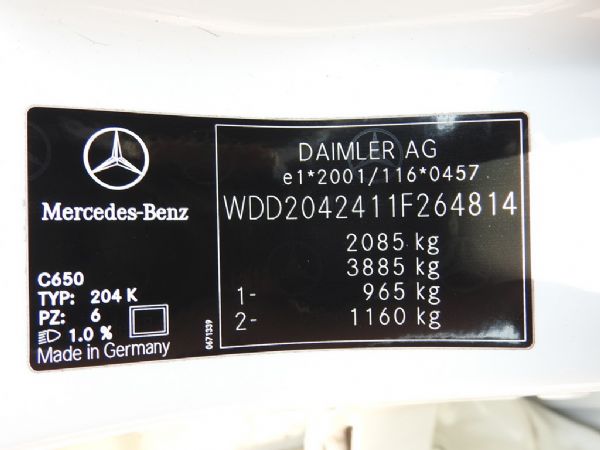 Mercedes-Benz
C650
TYP: 204 K
PZ: 6
1.0 %
Made in Germany
0671339
DAIMLER AG
e1*2001/116*0457
WDD2042411F264814
2085 kg
3885 kg
1- 965 kg
2- 1160 kg